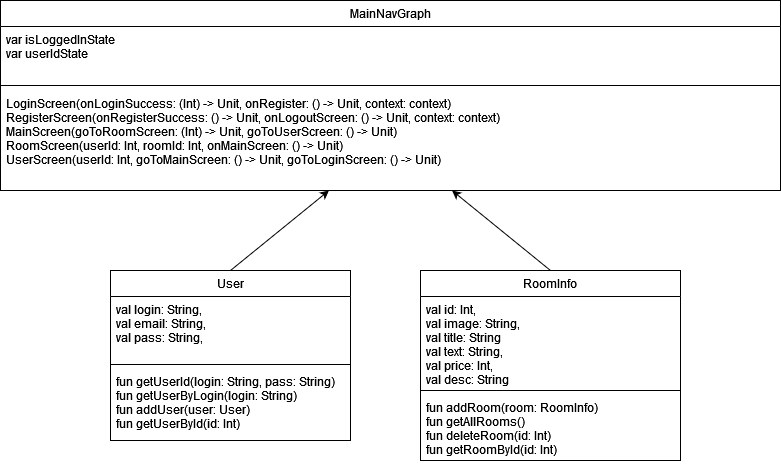 MainNavGraph
var isLoggedInState
var userIdState
LoginScreen(onLoginSuccess: (Int) -> Unit, onRegister: () -> Unit, context: context)
RegisterScreen(onRegisterSuccess: () -> Unit, onLogoutScreen: () -> Unit, context: context)
MainScreen(goToRoomScreen: (Int) -> Unit, goToUserScreen: () -> Unit)
RoomScreen(userId: Int, roomId: Int, onMainScreen: () -> Unit)
UserScreen(userId: Int, goToMainScreen: () -> Unit, goToLoginScreen: () -> Unit)
User
val login: String,
val email: String,
val pass: String,
fun getUserId(login: String, pass: String)
fun getUserByLogin(login: String)
fun addUser(user: User)
fun getUserById(id: Int)
RoomInfo
val id: Int,
val image: String,
val title: String
val text: String,
val price: Int,
val desc: String
fun addRoom(room: RoomInfo)
fun getAllRooms()
fun deleteRoom(id: Int)
fun getRoomById(id: Int)